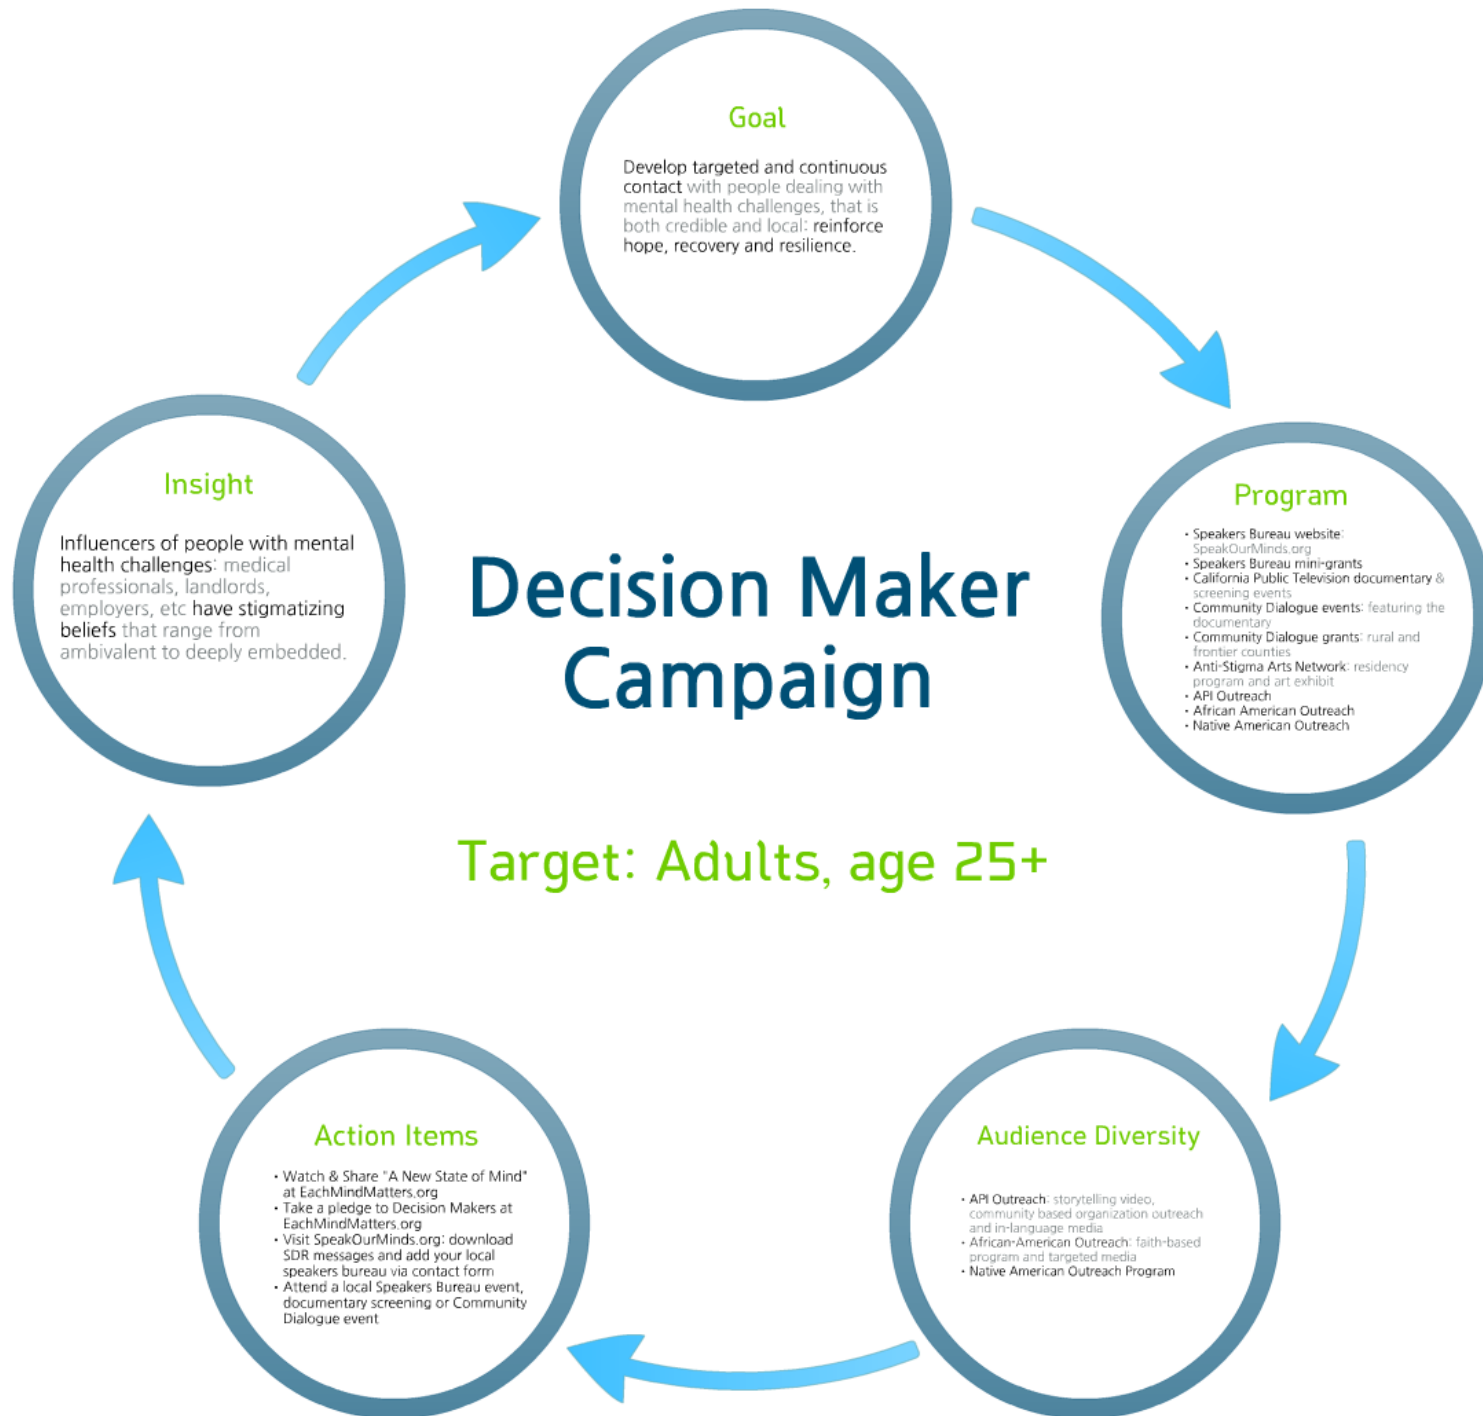 Goal
Develop targeted and continuous
contact with people dealing with
mental health challenges, that is
both credible and local: reinforce
hope, recovery and resilience.
Insight
Influencers of people with mental
health challenges: medical
professionals, landlords,
employers, etc have stigmatizing
beliefs that range from
ambivalent to deeply embedded.
Decision Maker
Campaign
Target: Adults, age 25+
Program
• Speakers Bureau website:
SpeakOurMinds.org
• Speakers Bureau mini-grants
• California Public Television documentary &
screening events
• Community Dialogue events: featuring the
documentary
• Community Dialogue grants: rural and
frontier counties
• Anti-Stigma Arts Network: residency
program and art exhibit
• API Outreach
• African American Outreach
• Native American Outreach
Audience Diversity
• API Outreach: storytelling video,
community based organization outreach
and in-language media
• African-American Outreach: faith-based
program and targeted media
• Native American Outreach Program
Action Items
• Watch & Share "A New State of Mind"
at EachMindMatters.org
• Take a pledge to Decision Makers at
EachMindMatters.org
• Visit SpeakOurMinds.org: download
SDR messages and add your local
speakers bureau via contact form
• Attend a local Speakers Bureau event,
documentary screening or Community
Dialogue event